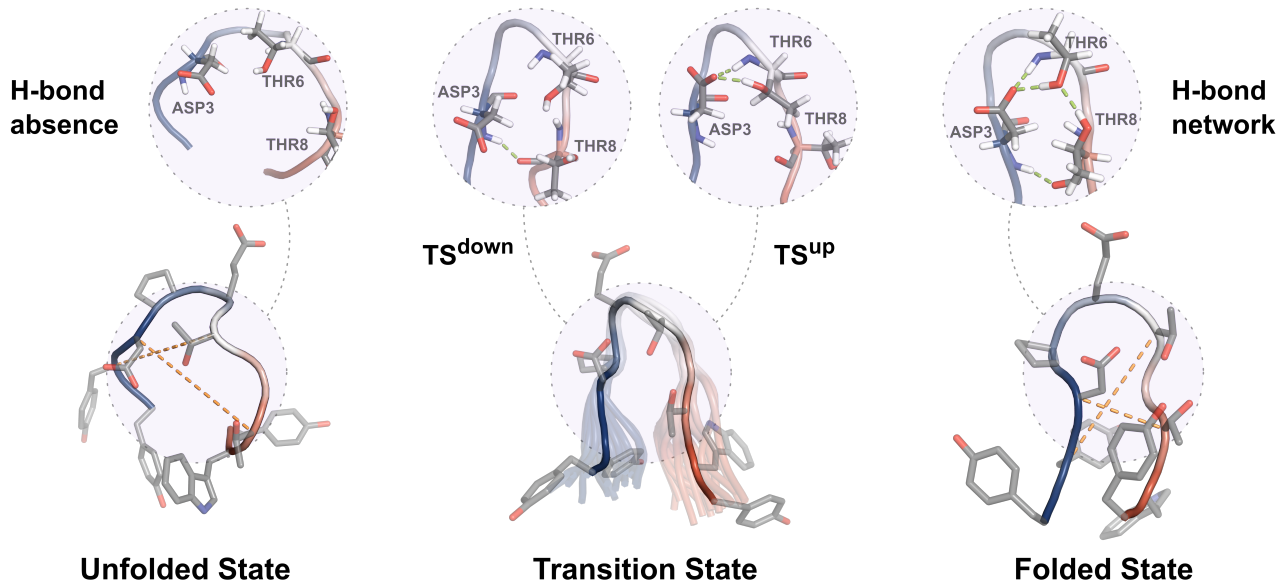 H-bond
absence
ASP3
THR6
THR8
THR6
ASP3
THR8
TSdown
THR6
ASP3
THR8
TSup
THR6
ASP3
THR8
H-bond
network
Unfolded State
Transition State
Folded State